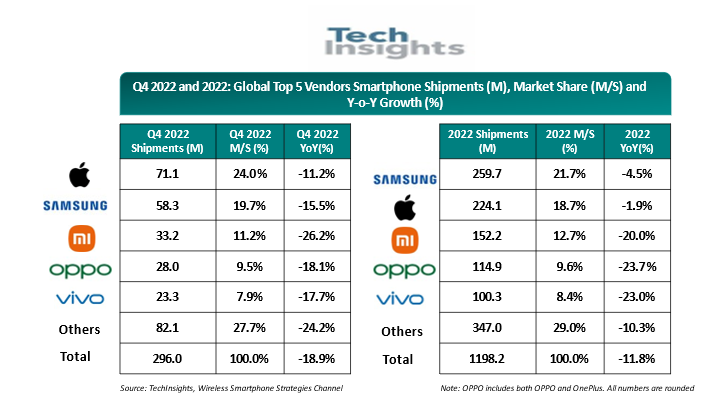 Tech
Insights
Q4 2022 and 2022: Global Top 5 Vendors Smartphone Shipments (M), Market Share (M/S) and
Y-o-Y Growth (%)
Q4 2022 Shipments (M) Q4 2022 M/S (%) Q4 2022 YoY(%)
71.1 24.0% -11.2%
SAMSUNG 58.3 19.7% -15.5%
mi 33.2 11.2% -26.2%
oppo 28.0 9.5% -18.1%
vivo 23.3 7.9% -17.7%
Others 82.1 27.7% -24.2%
Total 296.0 100.0% -18.9%
Source: TechInsights, Wireless Smartphone Strategies Channel
2022 Shipments (M) 2022 M/S (%) 2022 YoY(%)
SAMSUNG 259.7 21.7% -4.5%
224.1 18.7% -1.9%
mi 152.2 12.7% -20.0%
oppo 114.9 9.6% -23.7%
vivo 100.3 8.4% -23.0%
Others 347.0 29.0% -10.3%
Total 1198.2 100.0% -11.8%
Note: OPPO includes both OPPO and OnePlus. All numbers are rounded